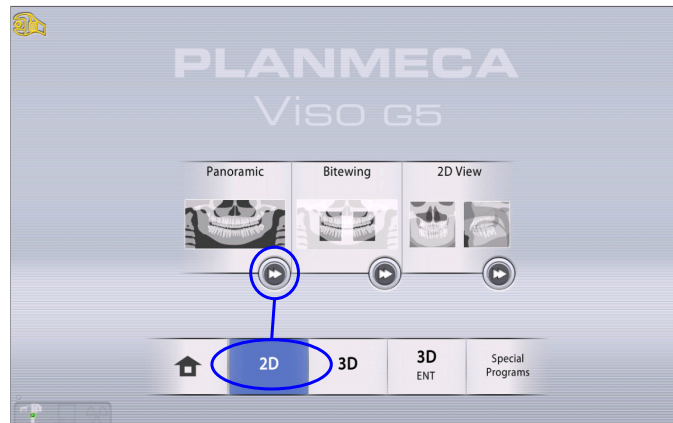 PLANMECA
Viso G5
Panoramic Bitewing 2D View
2D 3D 3D ENT Special Programs